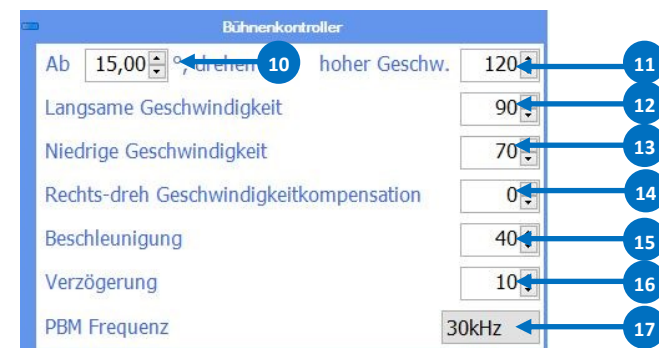 Bühnenkontroller
Ab 15,00 °, drehen 10 hoher Geschw. 120 11
Langsame Geschwindigkeit 90 12
Niedrige Geschwindigkeit 70 13
Rechts-dreh Geschwindigkeitkompensation 0 14
Beschleunigung 40 15
Verzögerung 10 16
PBM Frequenz 30kHz 17